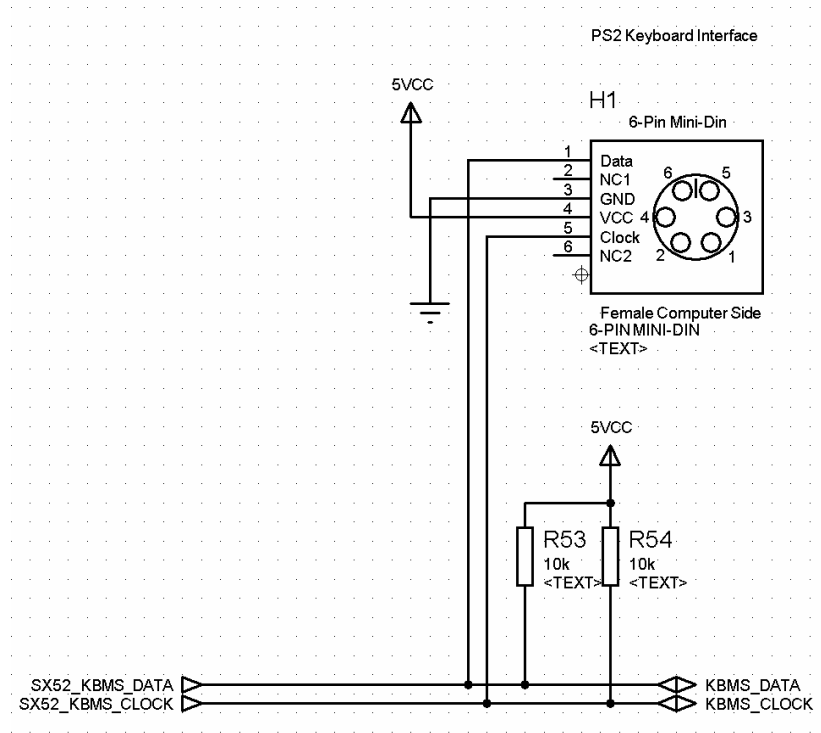 PS2 Keyboard Interface
5VCC
H1
6-Pin Mini-Din
1
Data
2
NC1
3
GND
4
VCC
5
Clock
6
NC2
6
5
4
3
2
1
Female Computer Side
6-PIN MINI-DIN
<TEXT>
5VCC
R53
10k
<TEXT>
R54
10k
<TEXT>
SX52_KBMS_DATA
KBMS_DATA
SX52_KBMS_CLOCK
KBMS_CLOCK